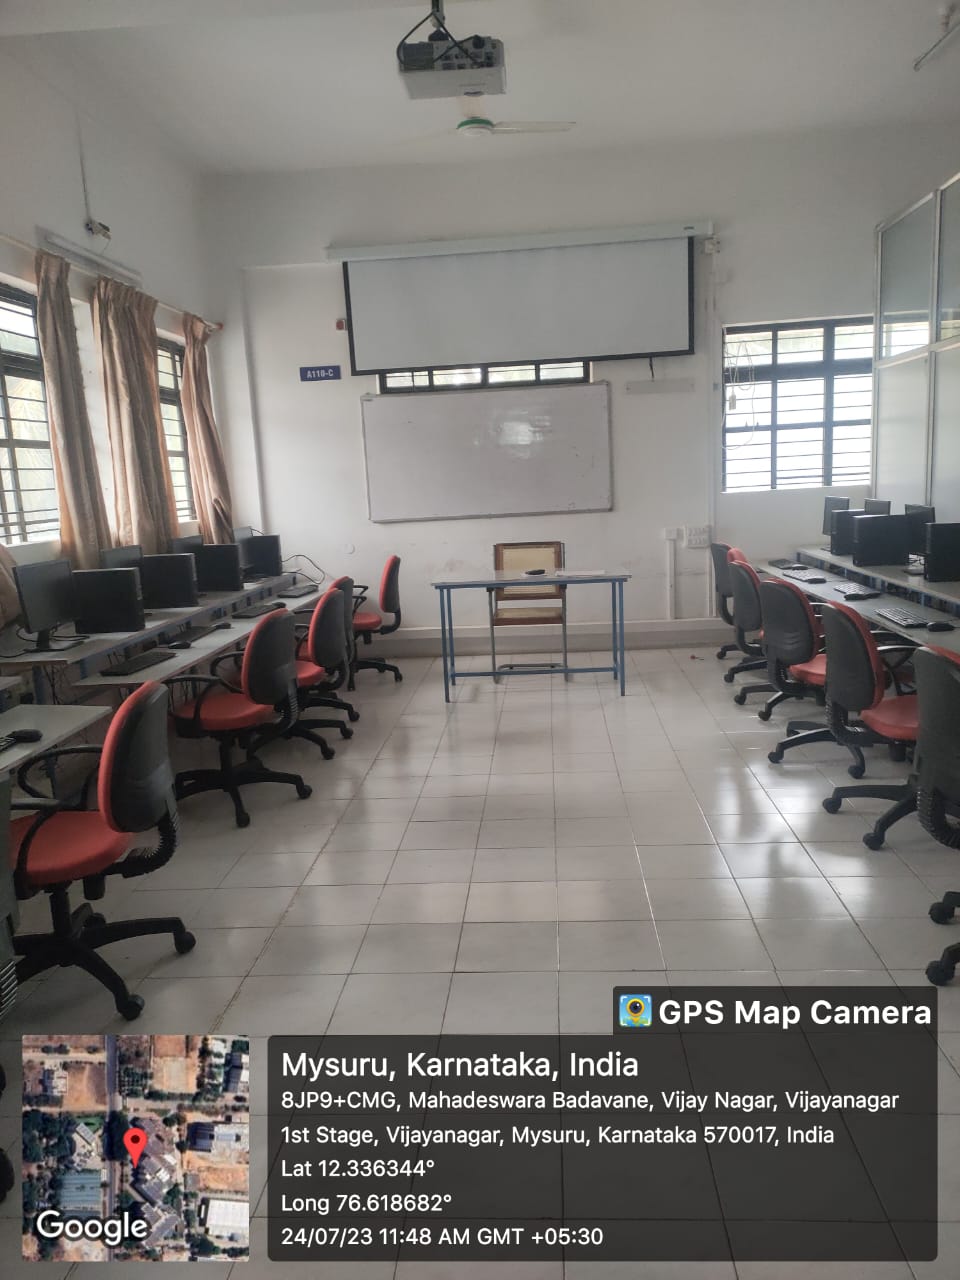 A110-C
GPS Map Camera
Mysuru, Karnataka, India
8JP9+CMG, Mahadeswara Badavane, Vijay Nagar, Vijayanagar
1st Stage, Vijayanagar, Mysuru, Karnataka 570017, India
Lat 12.336344°
Long 76.618682°
24/07/23 11:48 AM GMT +05:30
Google